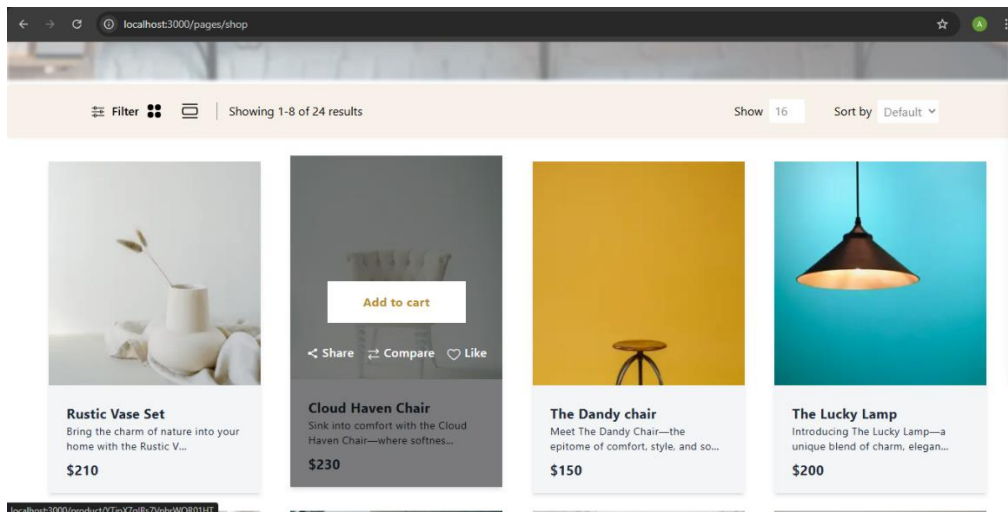 localhost:3000/pages/shop
A
Filter
Showing 1-8 of 24 results
Show 16
Sort by Default
Add to cart
Share Compare Like
Rustic Vase Set
Bring the charm of nature into your
home with the Rustic V...
$210
Cloud Haven Chair
Sink into comfort with the Cloud
Haven Chair—where softnes...
$230
The Dandy chair
Meet The Dandy Chair—the
epitome of comfort, style, and so...
$150
The Lucky Lamp
Introducing The Lucky Lamp—a
unique blend of charm, elegan...
$200